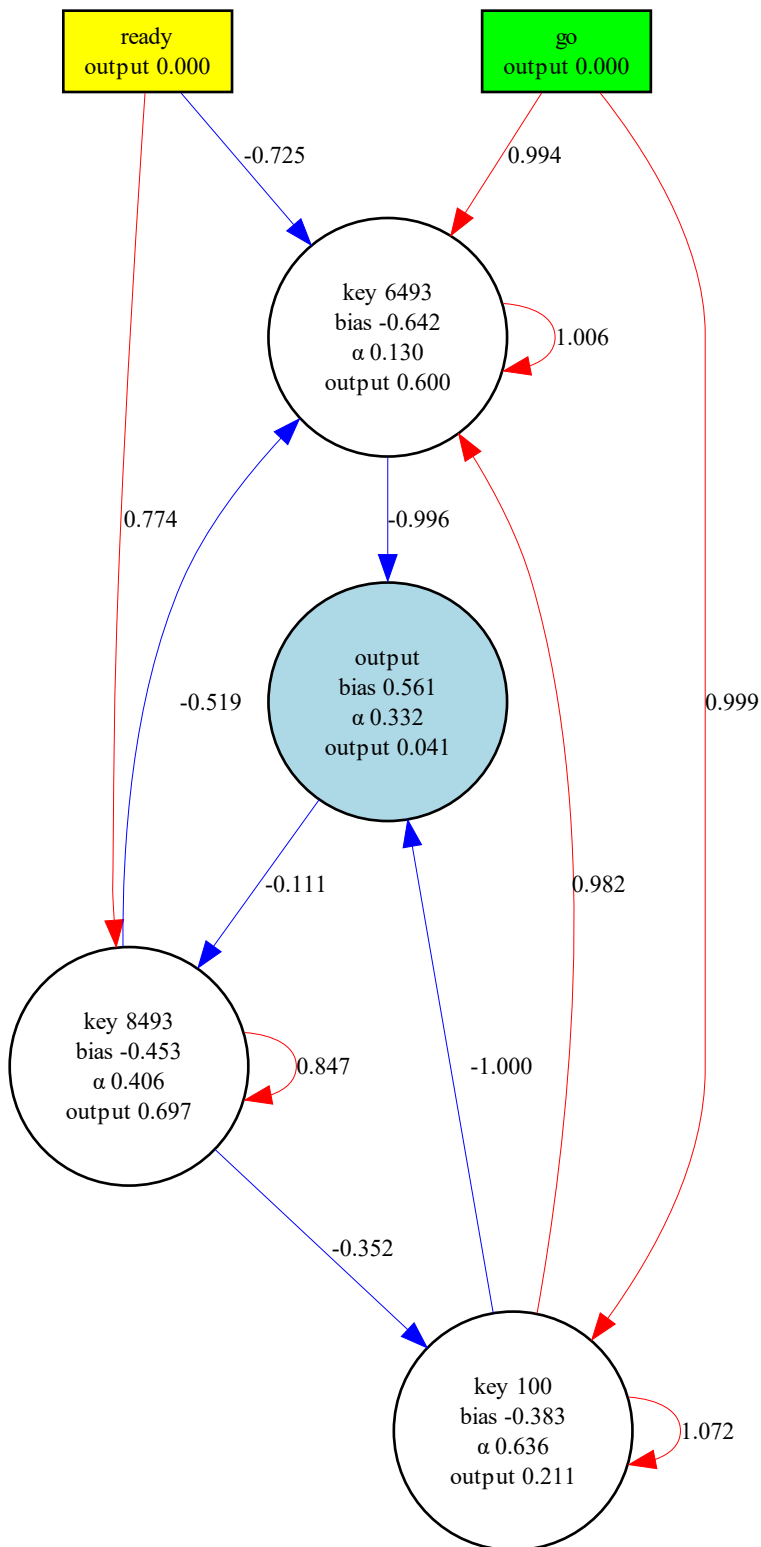 ready
output 0.000
go
output 0.000
-0.725
0.994
key 6493
bias -0.642
α 0.130
output 0.600
1.006
0.774
-0.996
-0.519
output
bias 0.561
α 0.332
output 0.041
0.999
-0.111
0.982
key 8493
bias -0.453
α 0.406
output 0.697
0.847
-1.000
-0.352
key 100
bias -0.383
α 0.636
output 0.211
1.072